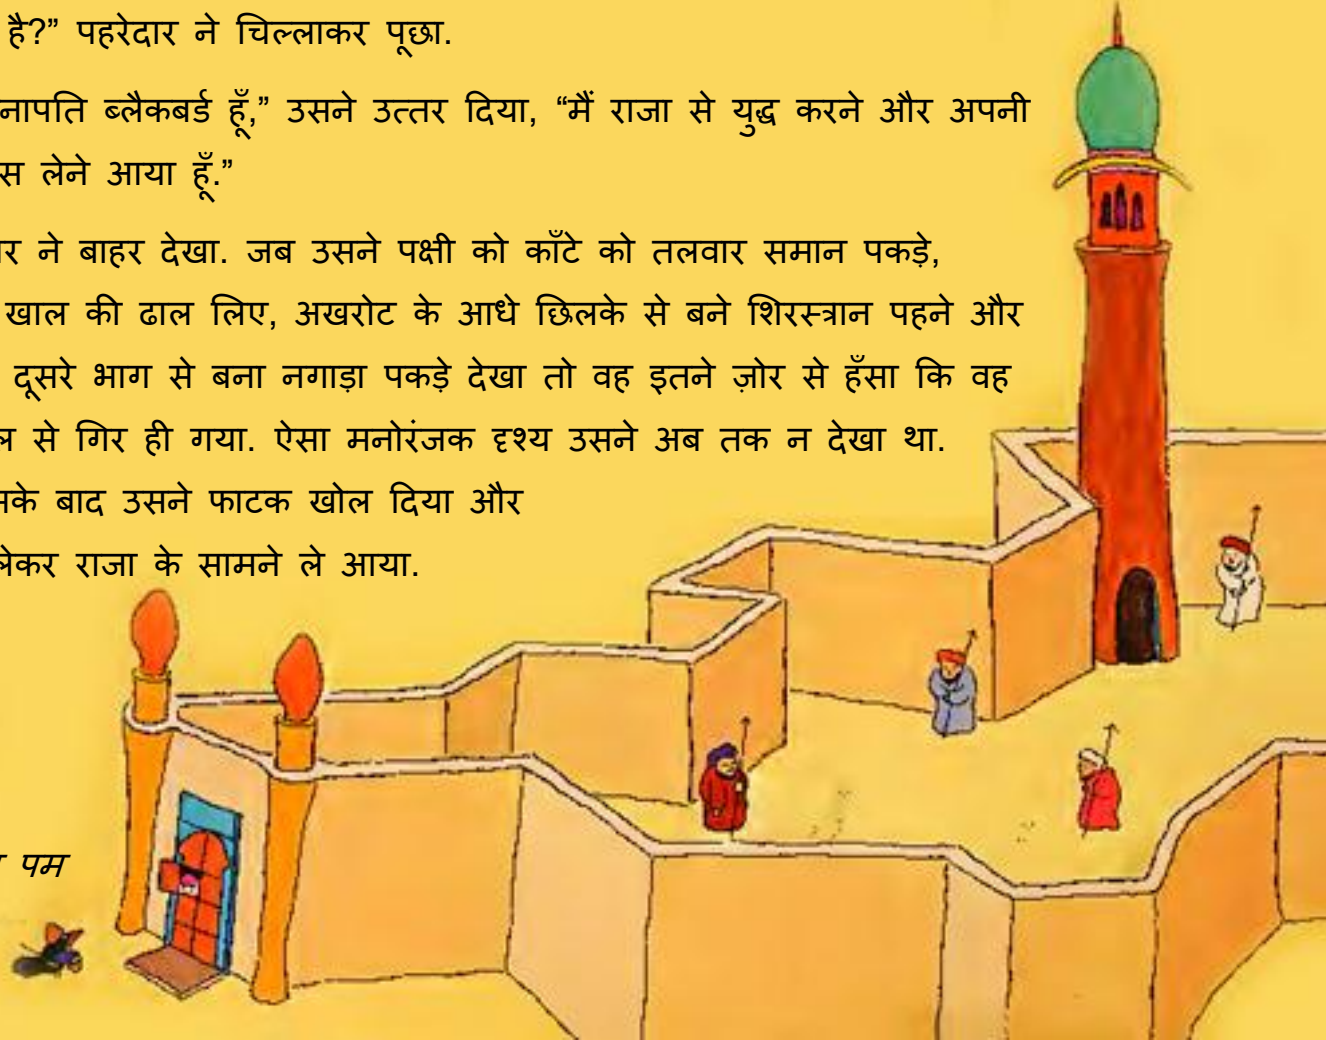 है?” पहरेदार ने चिल्लाकर पूछा.
नापति ब्लैकबर्ड हूँ,” उसने उत्तर दिया, “मैं राजा से युद्ध करने और अपनी
स लेने आया हूँ.”
र ने बाहर देखा. जब उसने पक्षी को काँटे को तलवार समान पकड़े,
खाल की ढाल लिए, अखरोट के आधे छिलके से बने शिरस्त्रान पहने और
दूसरे भाग से बना नगाड़ा पकड़े देखा तो वह इतने ज़ोर से हँसा कि वह
ल से गिर ही गया. ऐसा मनोरंजक दृश्य उसने अब तक न देखा था.
के बाद उसने फाटक खोल दिया और
लेकर राजा के सामने ले आया.
पम